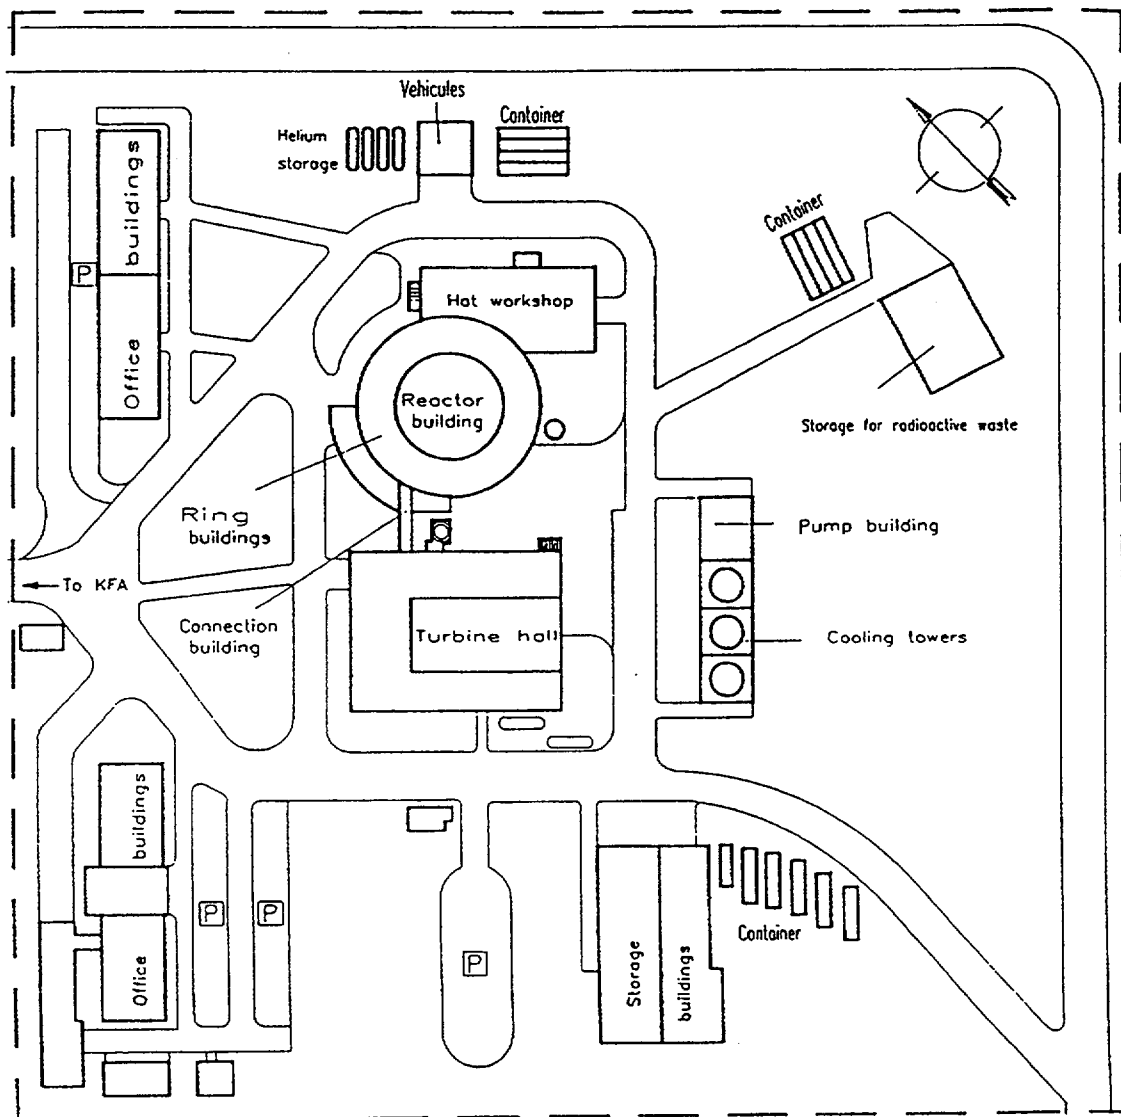 Vehicules
Container
Helium
storage
buildings
Office
P
Container
Hot workshop
Reactor
building
Storage for radioactive waste
Ring
buildings
Pump building
To KFA
Connection
building
Turbine hall
Cooling towers
buildings
Office
P
P
P
Storage
buildings
Container